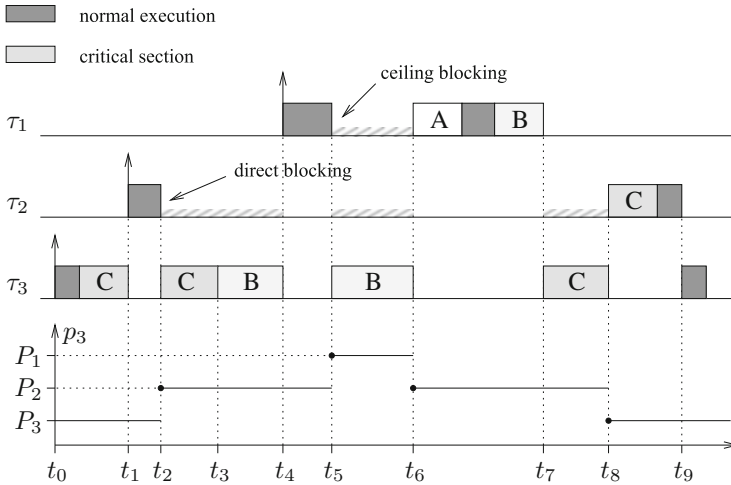 normal execution
critical section
ceiling blocking
τ1 A B
direct blocking
τ2 C
τ3 C C B B C
p3
P1
P2
P3
t0 t1 t2 t3 t4 t5 t6 t7 t8 t9